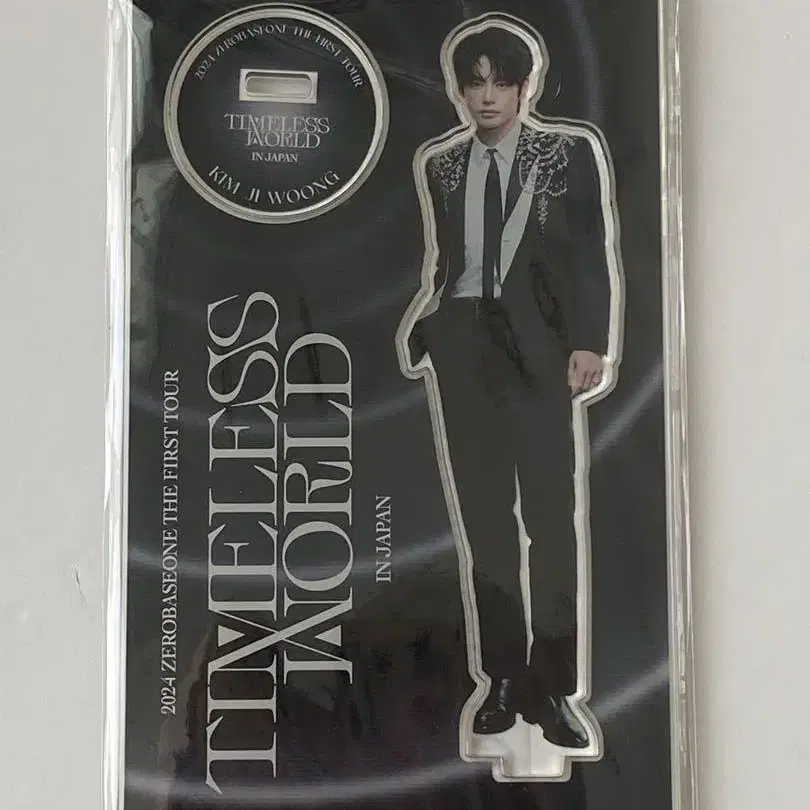 2024 ZEROBASEONE THE FIRST TOUR
TIMELESS
WORLD
IN JAPAN
KIM JI WOONG
2024 ZEROBASEONE THE FIRST TOUR
TIMELESS
WORLD
IN JAPAN